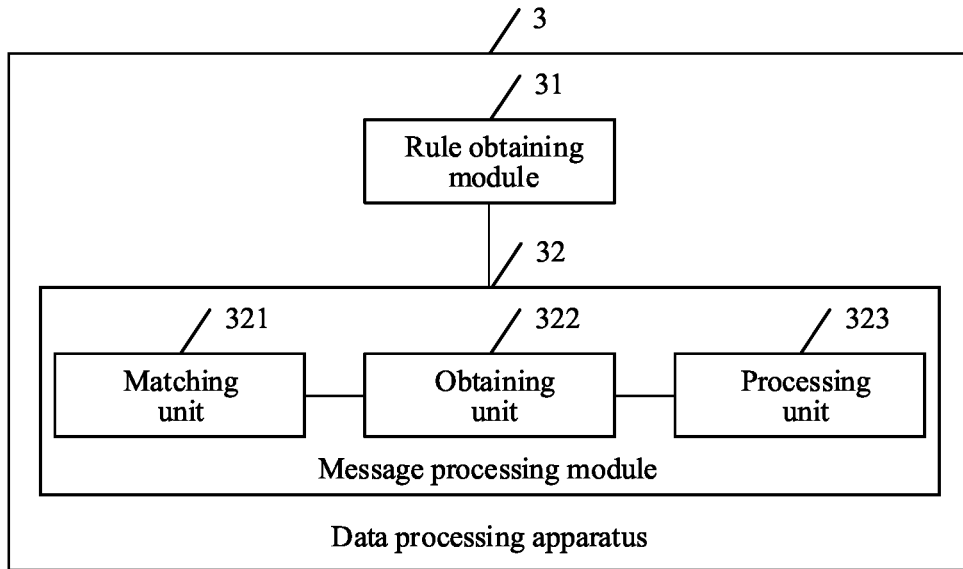 3
31
Rule obtaining
module
32
321
322
323
Matching
unit
Obtaining
unit
Processing
unit
Message processing module
Data processing apparatus